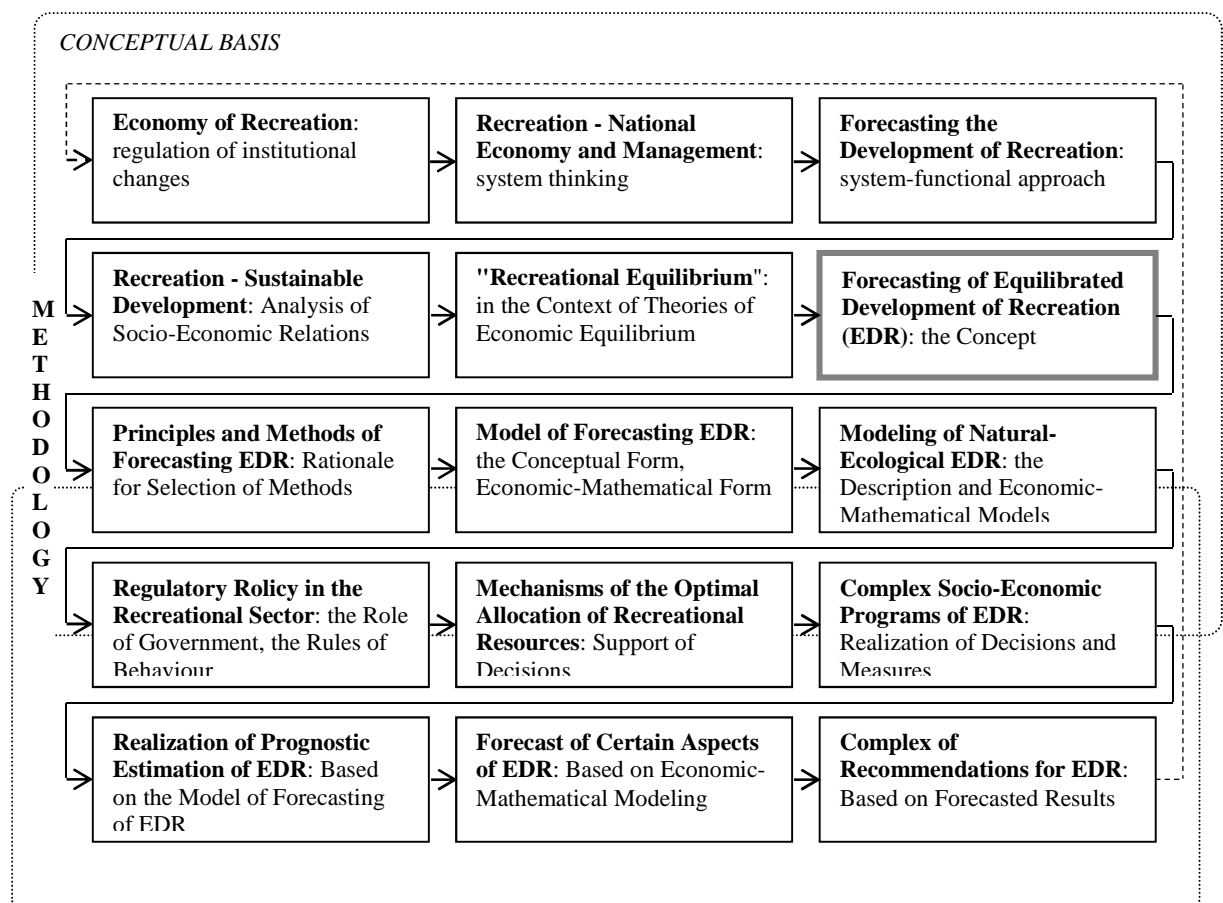 CONCEPTUAL BASIS
Economy of Recreation:
regulation of institutional
changes
Recreation - National
Economy and Management:
system thinking
Forecasting the
Development of Recreation:
system-functional approach
Recreation - Sustainable
Development: Analysis of
Socio-Economic Relations
"Recreational Equilibrium":
in the Context of Theories of
Economic Equilibrium
Forecasting of Equilibrated
Development of Recreation
(EDR): the Concept
METHODOLOGY
Principles and Methods of
Forecasting EDR: Rationale
for Selection of Methods
Model of Forecasting EDR:
the Conceptual Form,
Economic-Mathematical Form
Modeling of Natural-
Ecological EDR: the
Description and Economic-
Mathematical Models
Regulatory Rolicy in the
Recreational Sector: the Role
of Government, the Rules of
Behaviour
Mechanisms of the Optimal
Allocation of Recreational
Resources: Support of
Decisions
Complex Socio-Economic
Programs of EDR:
Realization of Decisions and
Measures
Realization of Prognostic
Estimation of EDR: Based
on the Model of Forecasting
of EDR
Forecast of Certain Aspects
of EDR: Based on Economic-
Mathematical Modeling
Complex of
Recommendations for EDR:
Based on Forecasted Results